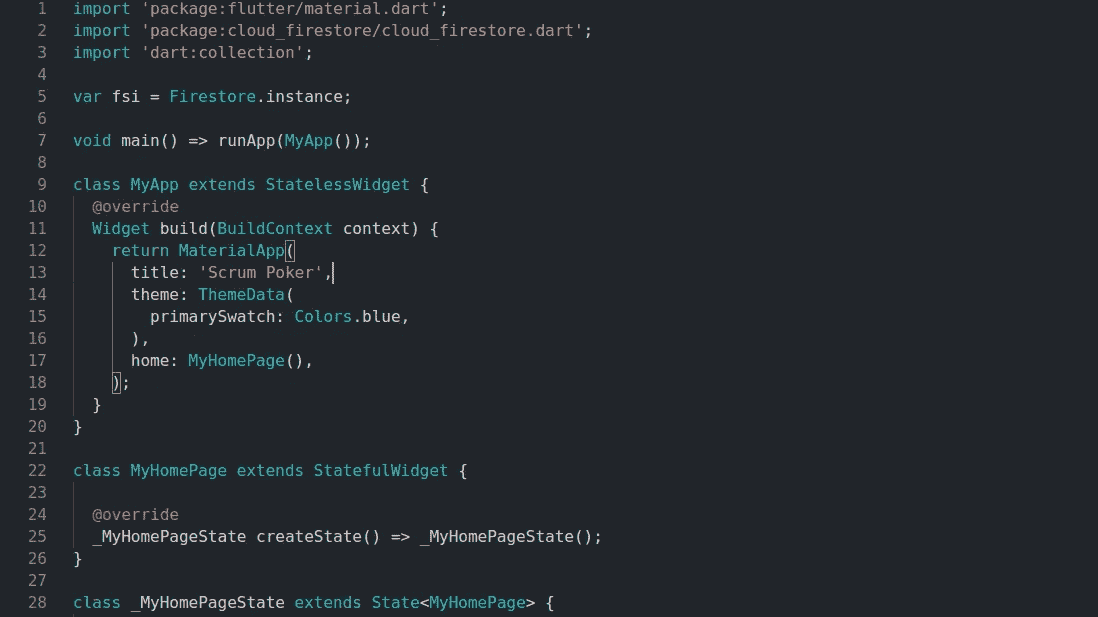 1 import 'package:flutter/material.dart';
2 import 'package:cloud_firestore/cloud_firestore.dart';
3 import 'dart:collection';
4
5 var fsi = Firestore.instance;
6
7 void main() => runApp(MyApp());
8
9 class MyApp extends StatelessWidget {
10   @override
11   Widget build(BuildContext context) {
12     return MaterialApp(
13       title: 'Scrum Poker',
14       theme: ThemeData(
15         primarySwatch: Colors.blue,
16       ),
17       home: MyHomePage(),
18     );
19   }
20 }
21
22 class MyHomePage extends StatefulWidget {
23
24   @override
25   _MyHomePageState createState() => _MyHomePageState();
26 }
27
28 class _MyHomePageState extends State<MyHomePage> {